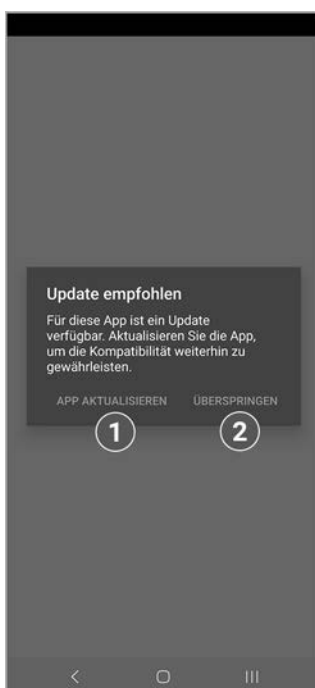 Update empfohlen
Für diese App ist ein Update
verfügbar. Aktualisieren Sie die App,
um die Kompatibilität weiterhin zu
gewährleisten.
APP AKTUALISIEREN ÜBERSPRINGEN
1 2